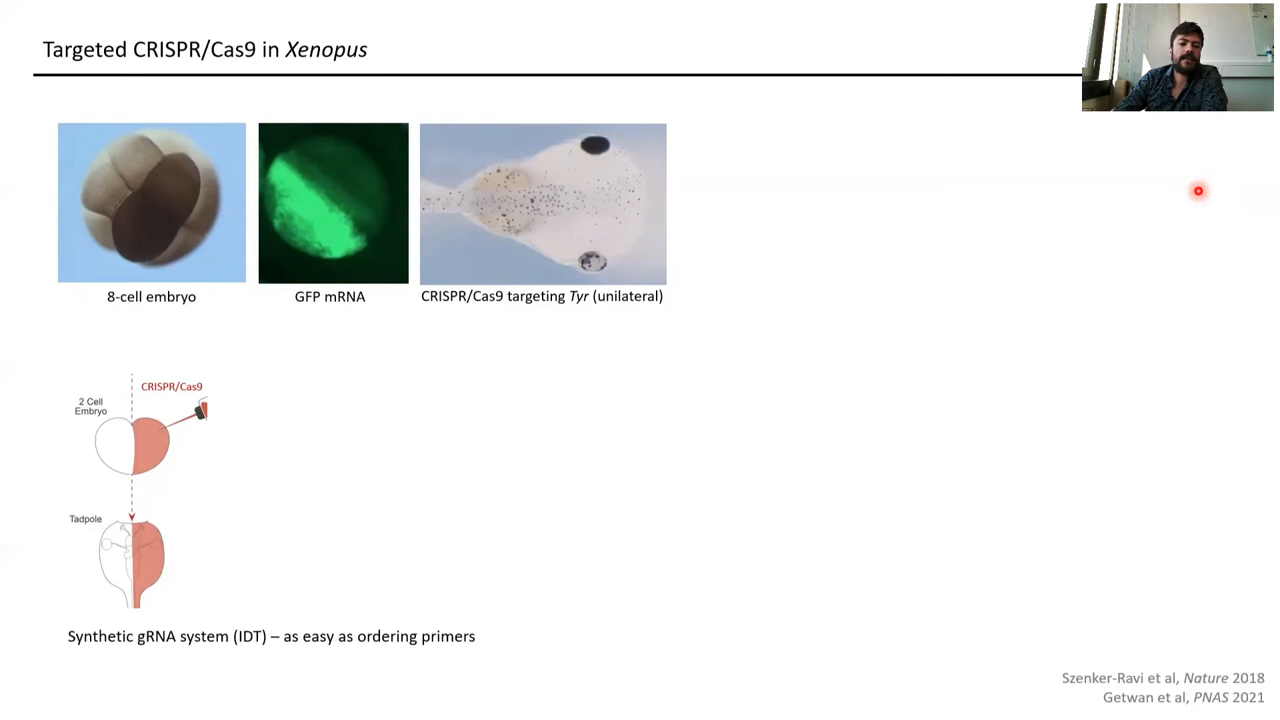 Targeted CRISPR/Cas9 in Xenopus
8-cell embryo
GFP mRNA
CRISPR/Cas9 targeting Tyr (unilateral)
CRISPR/Cas9
2 Cell
Embryo
Tadpole
Synthetic gRNA system (IDT) – as easy as ordering primers
Szenker-Ravi et al, Nature 2018
Getwan et al, PNAS 2021